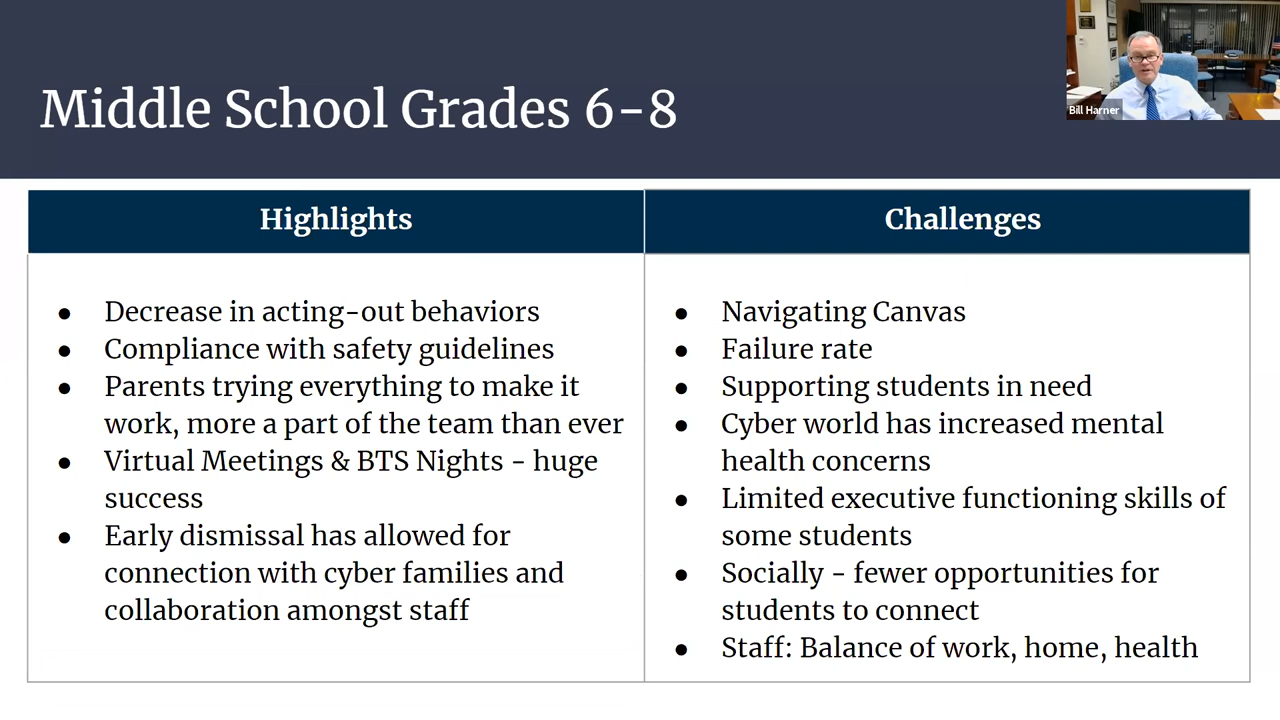 Middle School Grades 6-8
Bill Harner
Highlights
Challenges
● Decrease in acting-out behaviors
● Compliance with safety guidelines
● Parents trying everything to make it
work, more a part of the team than ever
● Virtual Meetings & BTS Nights - huge
success
● Early dismissal has allowed for
connection with cyber families and
collaboration amongst staff
● Navigating Canvas
● Failure rate
● Supporting students in need
● Cyber world has increased mental
health concerns
● Limited executive functioning skills of
some students
● Socially - fewer opportunities for
students to connect
● Staff: Balance of work, home, health